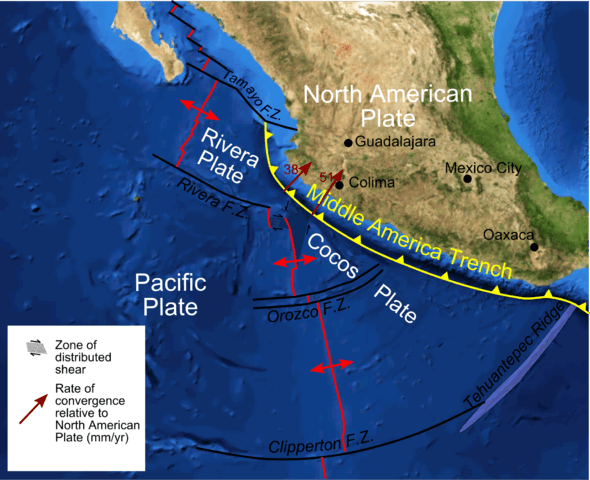 Tamayo F.Z.
North American
Plate
Guadalajara
Rivera
Plate
38
51
Colima
Mexico City
Middle America Trench
Rivera F.Z.
Oaxaca
Cocos
Plate
Pacific
Plate
Orozco F.Z.
Tehuantepec Ridge
Clipperton F.Z.
Zone of
distributed
shear
Rate of
convergence
relative to
North American
Plate (mm/yr)